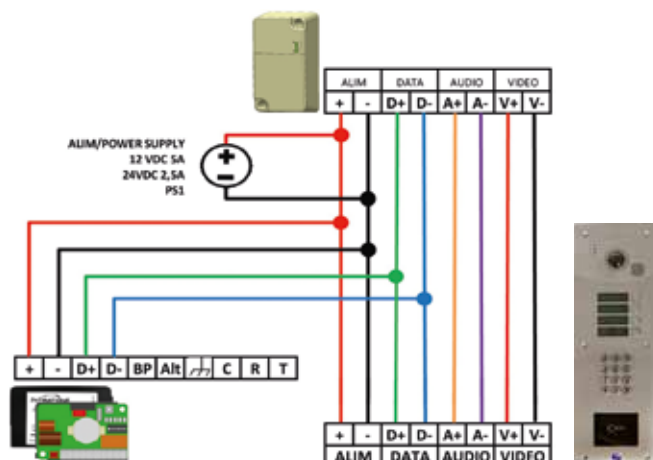 ALIM DATA AUDIO VIDEO
+ - D+ D- A+ A- V+ V-
ALIM/POWER SUPPLY
12 VDC 5A
24VDC 2,5A
PS1
+
-
+ - D+ D- BP Alt C R T
+ - D+ D- A+ A- V+ V-
ALIM DATA AUDIO VIDEO